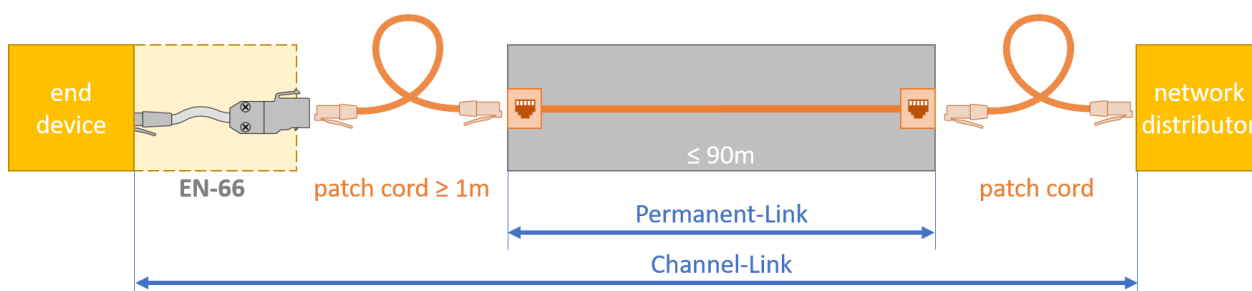 end
device
EN-66
patch cord ≥ 1m
≤ 90m
patch cord
network
distributor
Permanent-Link
Channel-Link